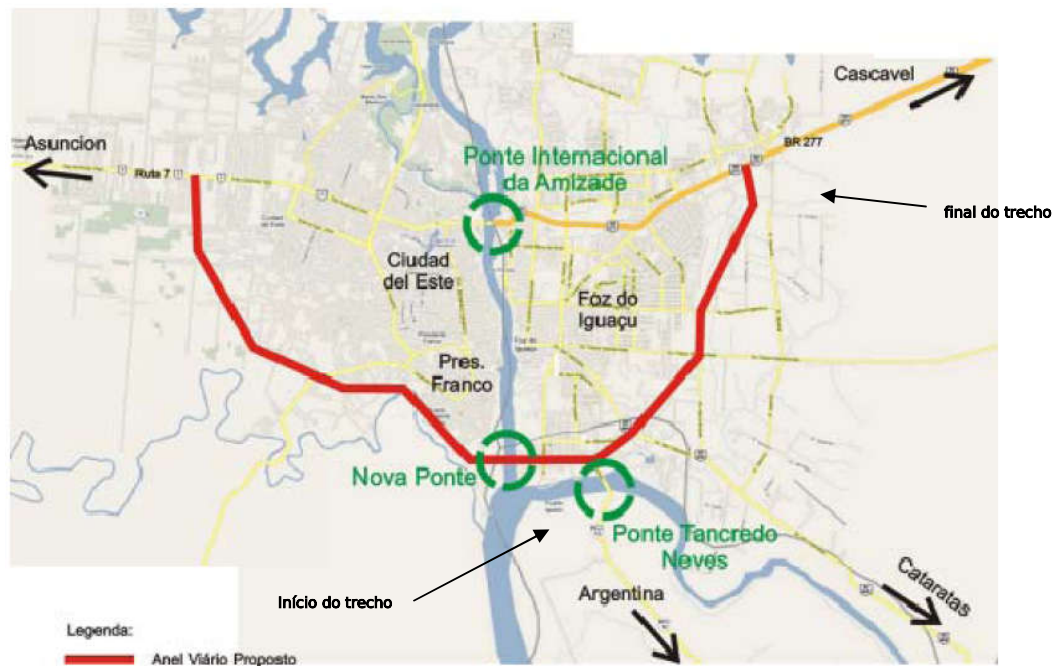 Cascavel
BR 277
Asuncion
Ruta 7
Ponte Internacional
da Amizade
final do trecho
Ciudad
del Este
Foz do
Iguaçu
Pres.
Franco
Nova Ponte
Ponte Tancredo
Neves
Início do trecho
Argentina
Cataratas
Legenda:
Anel Viário Proposto